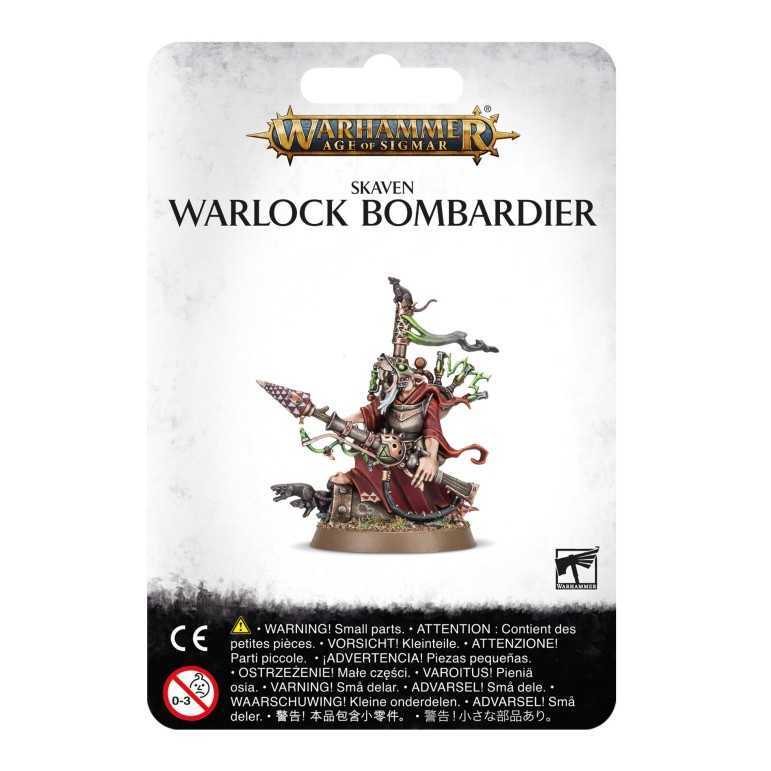 WARHAMMER®
AGE OF SIGMAR
SKAVEN
WARLOCK BOMBARDIER
WARHAMMER
CE
0-3
• WARNING! Small parts. • ATTENTION : Contient des
petites pièces. • VORSICHT! Kleinteile. • ATTENZIONE!
Parti piccole. • ¡ADVERTENCIA! Piezas pequeñas.
• OSTRZEŻENIE! Małe części. • VAROITUS! Pieniä
osia. • VARNING! Små delar. • ADVARSEL! Små dele. •
WAARSCHUWING! Kleine onderdelen. • ADVARSEL! Små
deler. • 警告! 本品包含小零件。 • 警告! 小さな部品あり。